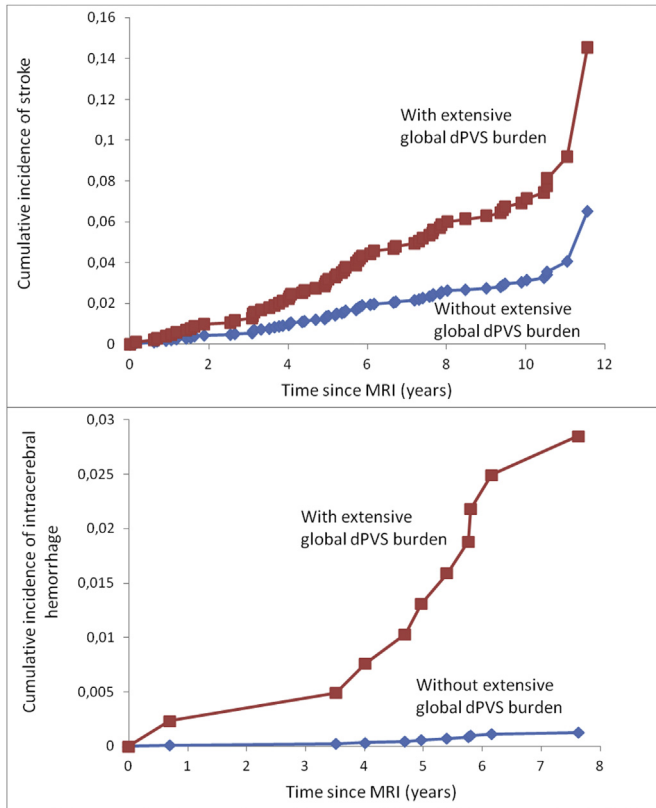 0,16
0,14
0,12
0,1
0,08
0,06
0,04
0,02
0
Cumulative incidence of stroke
With extensive
global dPVS burden
Without extensive
global dPVS burden
0 2 4 6 8 10 12
Time since MRI (years)
0,03
0,025
0,02
0,015
0,01
0,005
0
Cumulative incidence of intracerebral
hemorrhage
With extensive
global dPVS burden
Without extensive
global dPVS burden
0 1 2 3 4 5 6 7 8
Time since MRI (years)